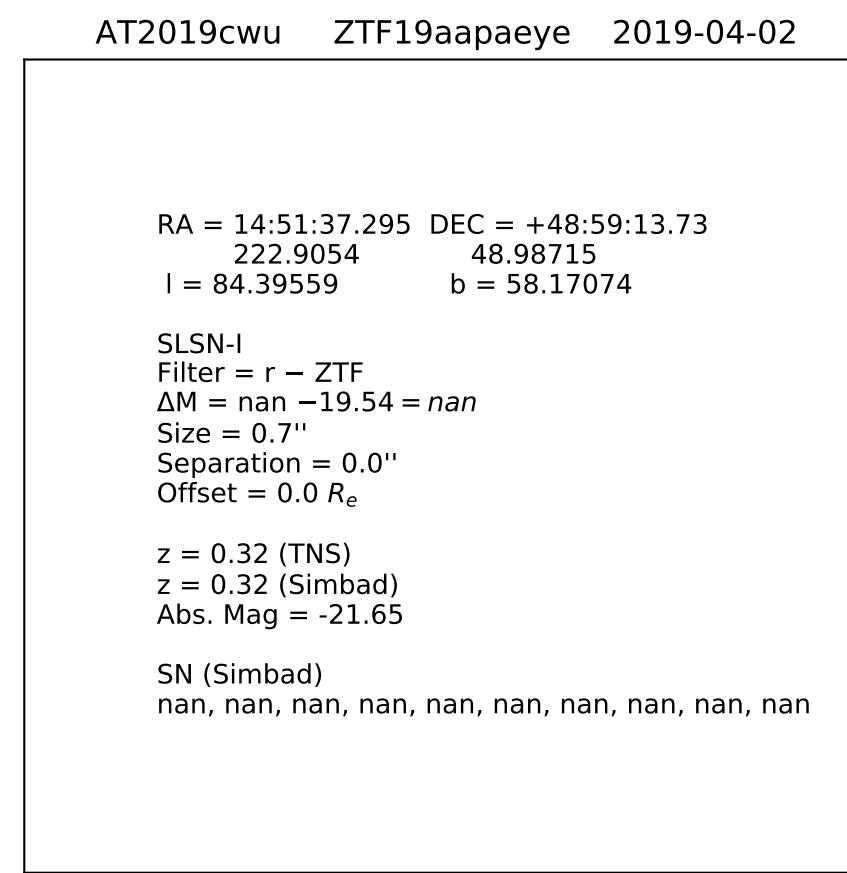 AT2019cwu ZTF19aapaeye 2019-04-02
RA = 14:51:37.295 DEC = +48:59:13.73
222.9054 48.98715
l = 84.39559 b = 58.17074
SLSN-I
Filter = r − ZTF
ΔM = nan −19.54 = nan
Size = 0.7''
Separation = 0.0''
Offset = 0.0 Rₑ
z = 0.32 (TNS)
z = 0.32 (Simbad)
Abs. Mag = -21.65
SN (Simbad)
nan, nan, nan, nan, nan, nan, nan, nan, nan, nan